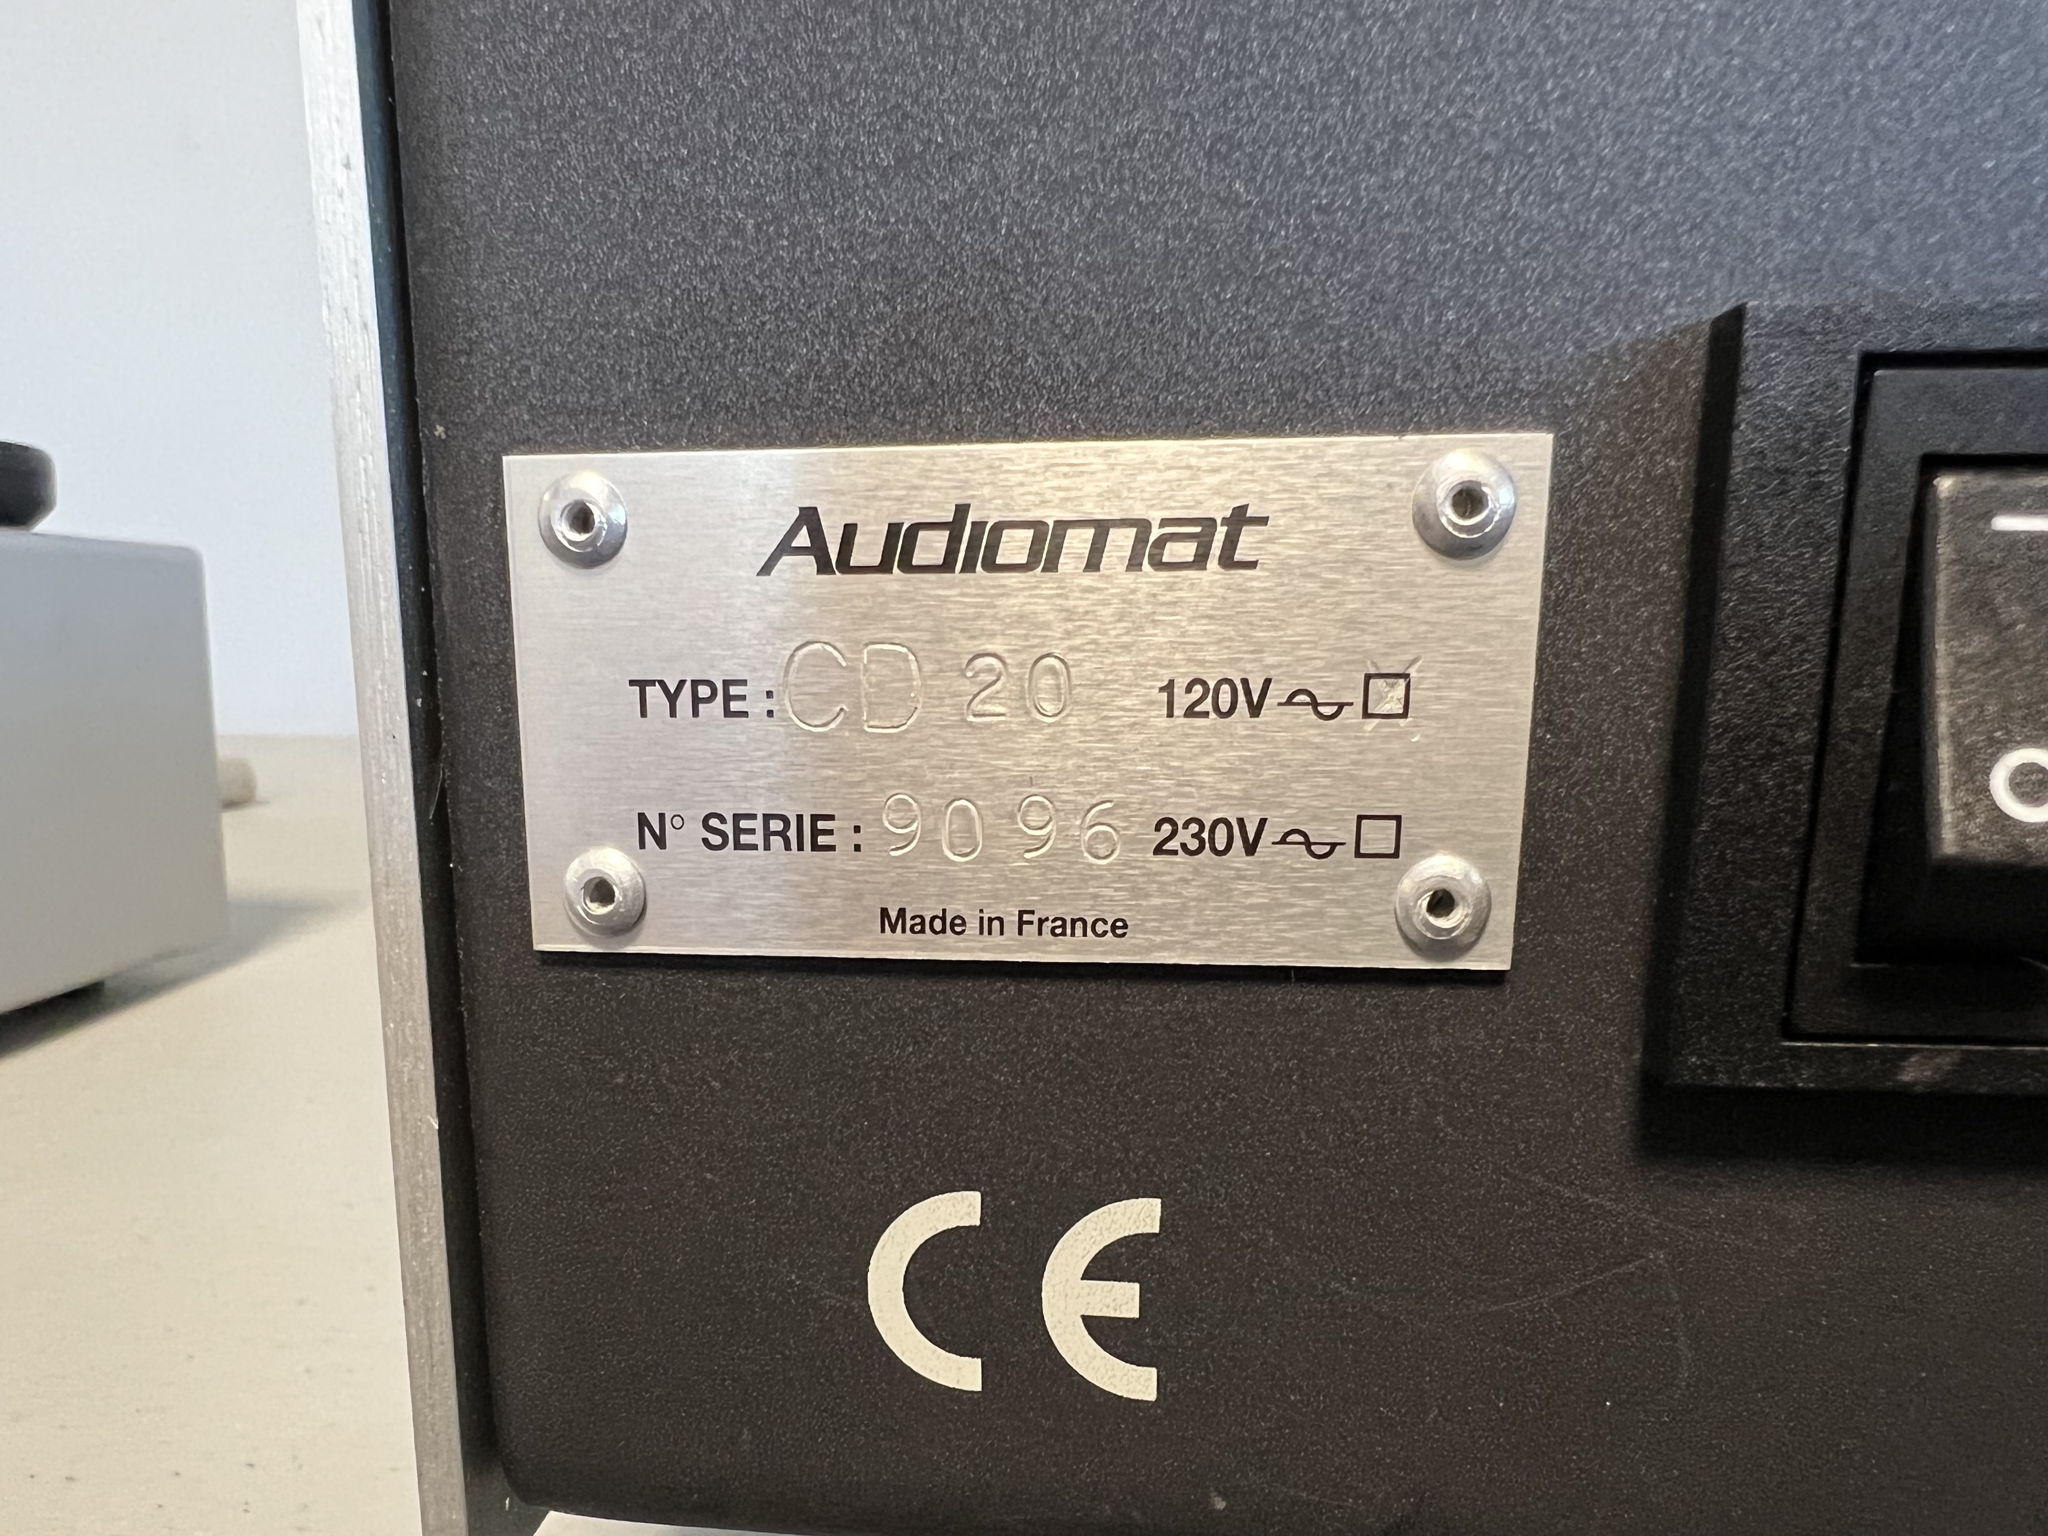 Audiomat
TYPE : CD 20 120V ☒
N° SERIE : 9096 230V ☐
Made in France
CE